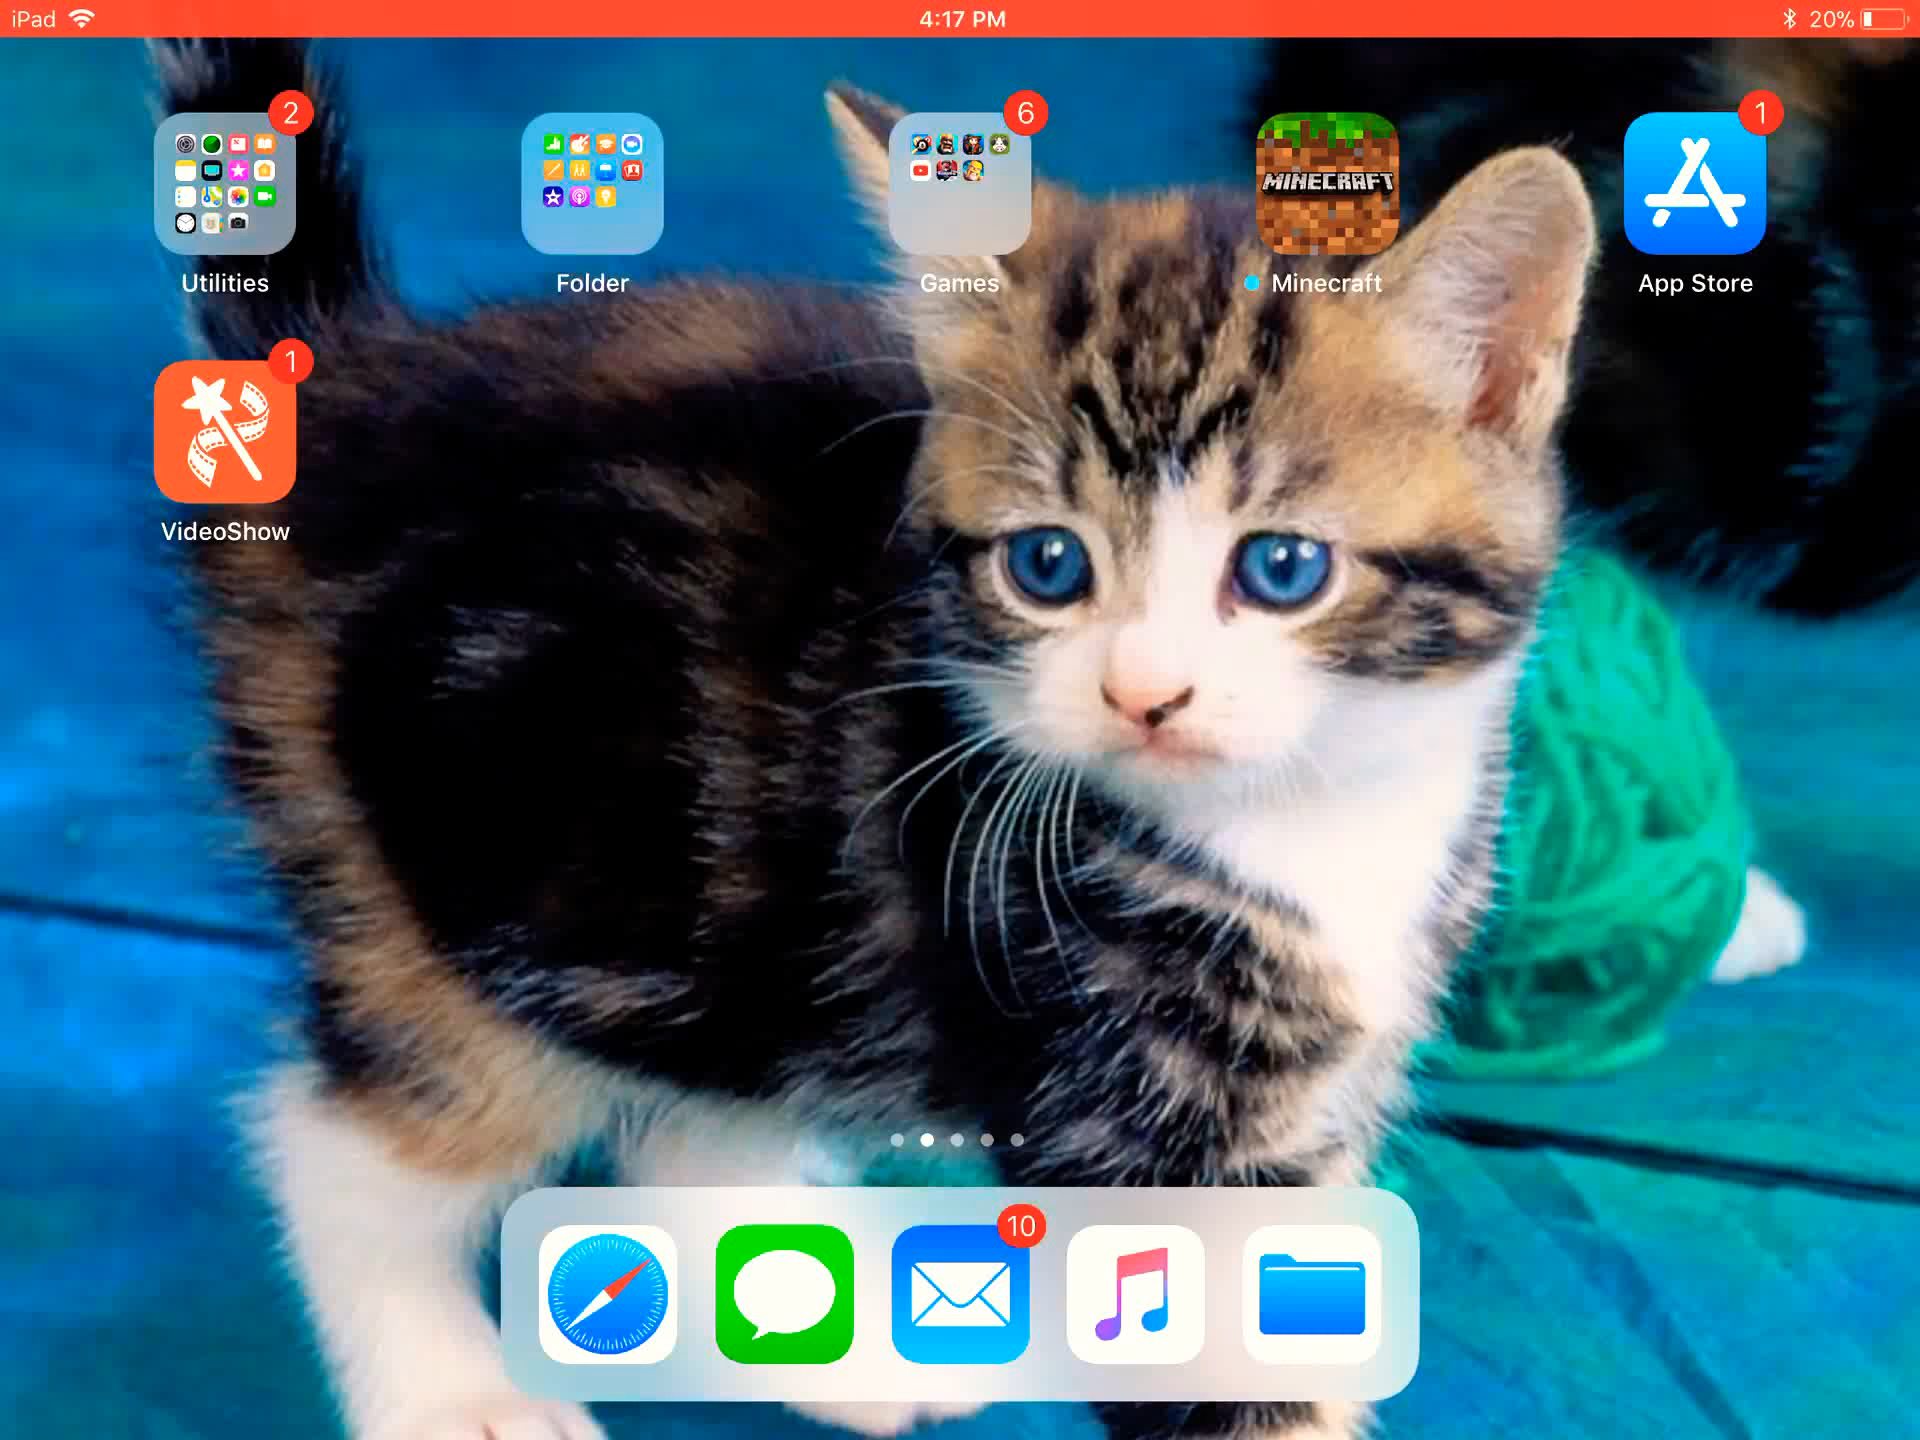 iPad 4:17 PM 20%
2 6 1
MINECRAFT
Utilities Folder Games Minecraft App Store
1
VideoShow
10